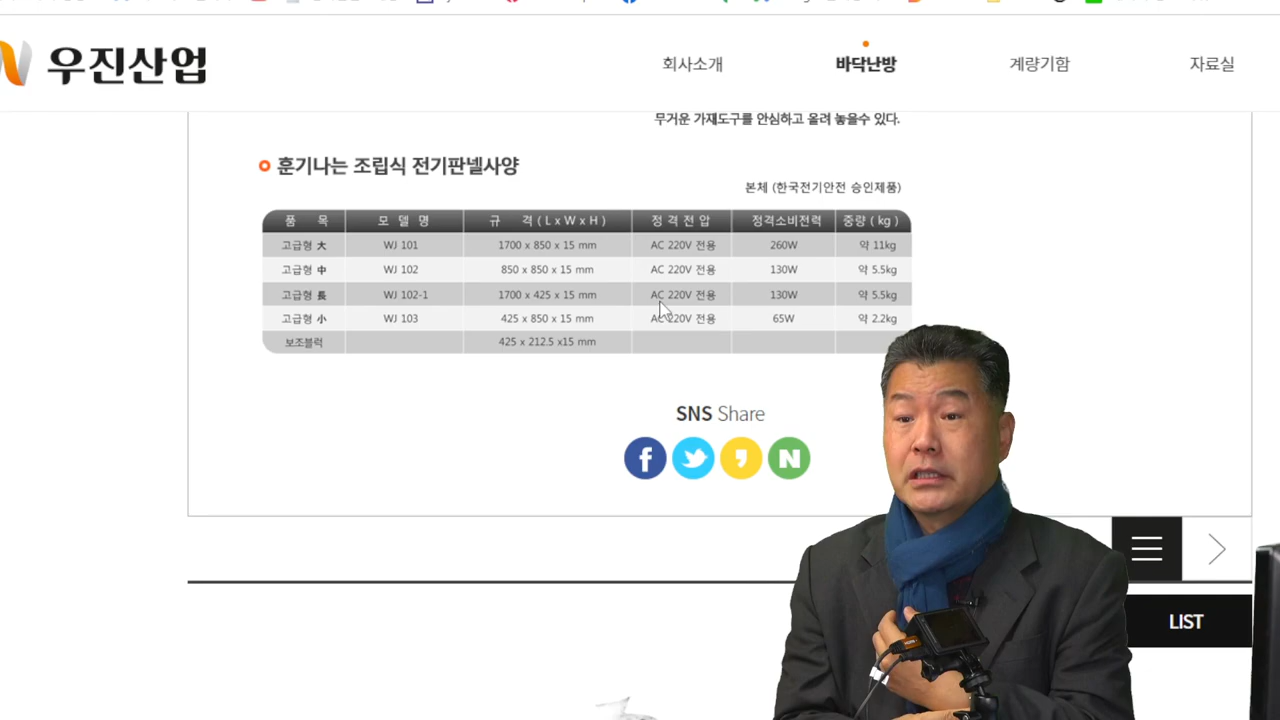 우진산업
회사소개 바닥난방 계량기함 자료실
무거운 가재도구를 안심하고 올려 놓을수 있다.
훈기나는 조립식 전기판넬사양
본체 (한국전기안전 승인제품)
품 목 모 델 명 규 격 ( L x W x H ) 정 격 전 압 정격소비전력 중량 ( kg )
고급형 大 WJ 101 1700 x 850 x 15 mm AC 220V 전용 260W 약 11kg
고급형 中 WJ 102 850 x 850 x 15 mm AC 220V 전용 130W 약 5.5kg
고급형 長 WJ 102-1 1700 x 425 x 15 mm AC 220V 전용 130W 약 5.5kg
고급형 小 WJ 103 425 x 850 x 15 mm AC 220V 전용 65W 약 2.2kg
보조블럭 425 x 212.5 x15 mm
SNS Share
LIST